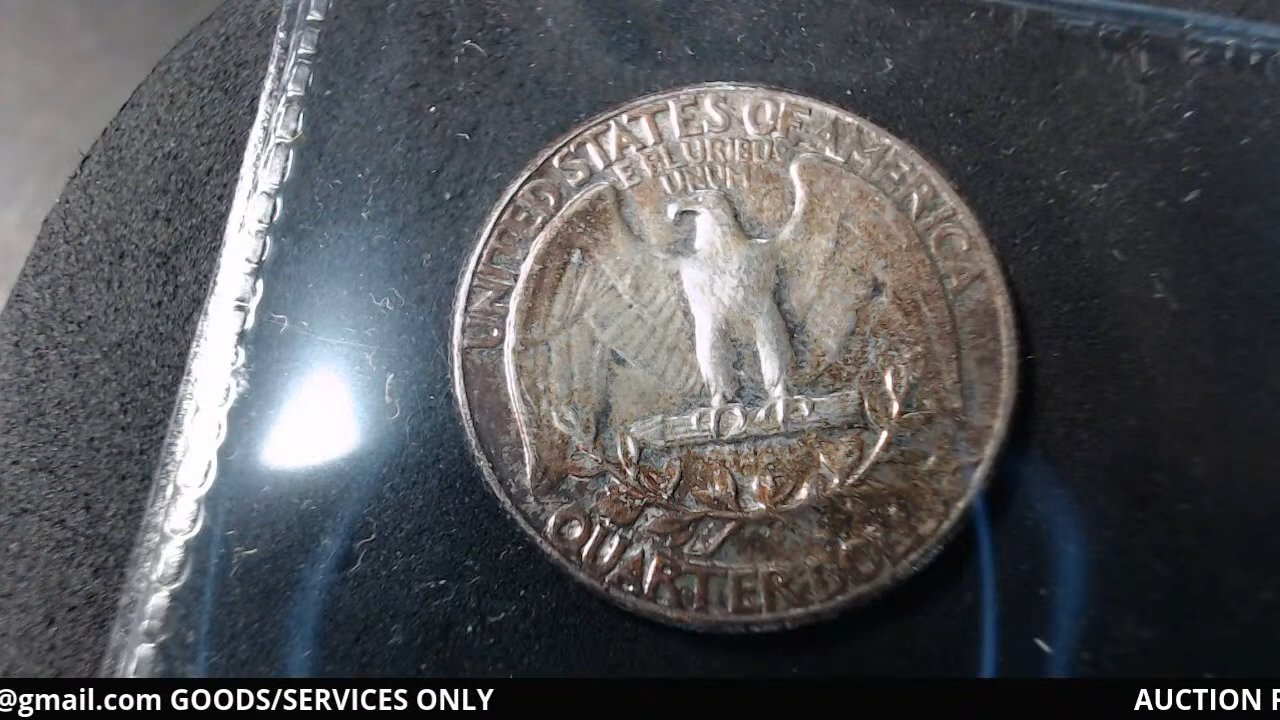 UNITED STATES OF AMERICA
E PLURIBUS
UNUM
QUARTER
@gmail.com GOODS/SERVICES ONLY
AUCTION